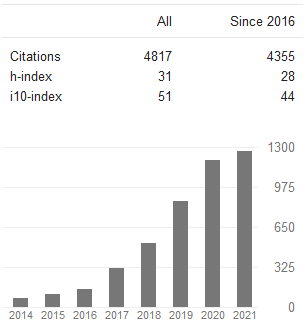 All Since 2016
Citations 4817 4355
h-index 31 28
i10-index 51 44
1300
975
650
325
0
2014 2015 2016 2017 2018 2019 2020 2021